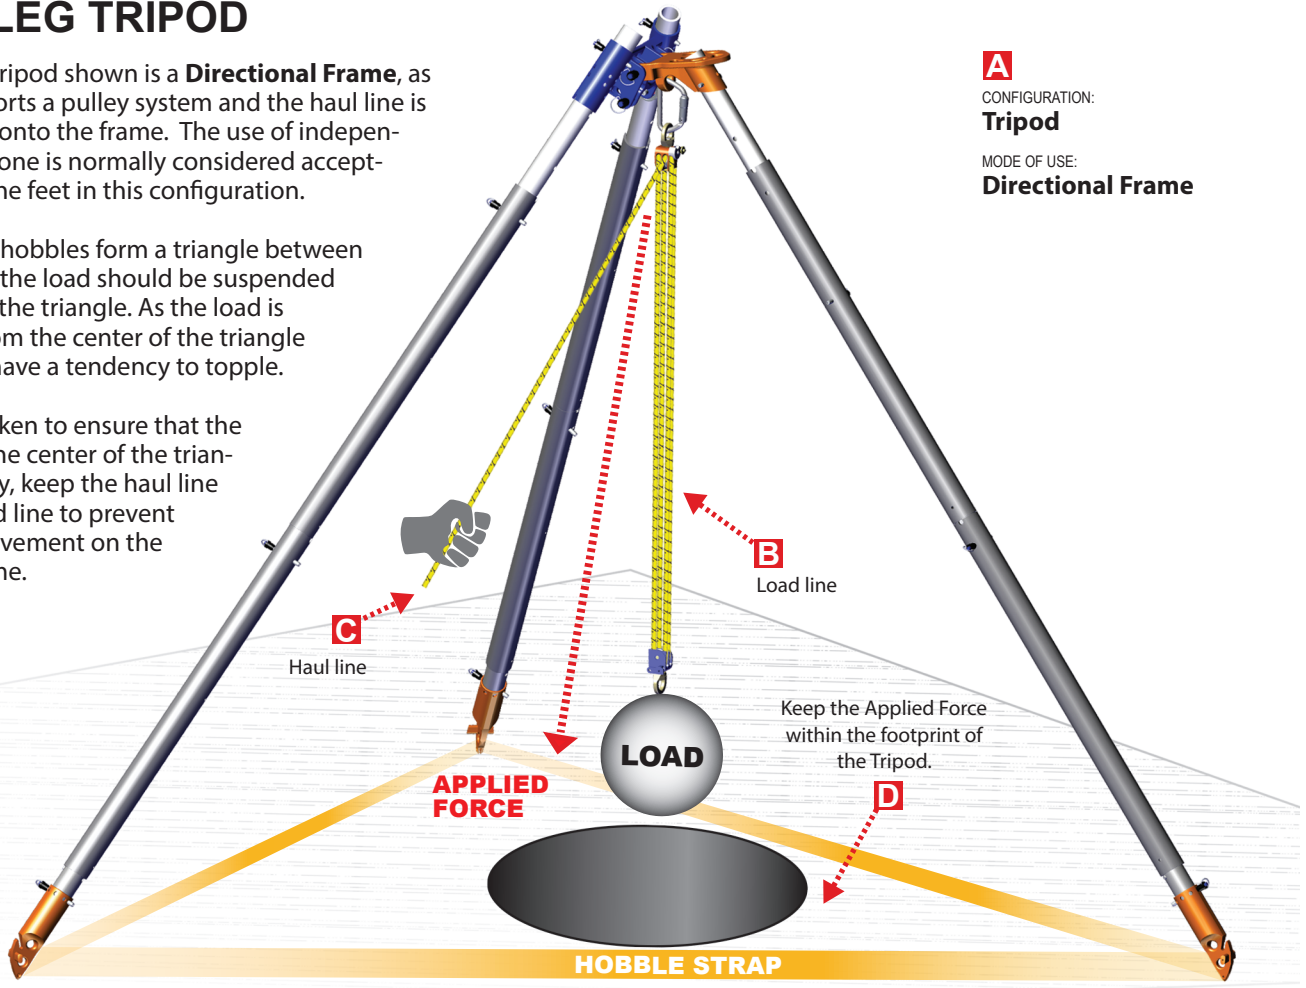 LEG TRIPOD
ripod shown is a Directional Frame, as
orts a pulley system and the haul line is
onto the frame. The use of indepen-
one is normally considered accept-
ne feet in this configuration.
hobbles form a triangle between
the load should be suspended
the triangle. As the load is
om the center of the triangle
have a tendency to topple.
ken to ensure that the
he center of the trian-
y, keep the haul line
d line to prevent
vement on the
ne.
A
CONFIGURATION:
Tripod
MODE OF USE:
Directional Frame
B
Load line
C
Haul line
Keep the Applied Force
within the footprint of
the Tripod.
D
LOAD
APPLIED
FORCE
HOBBLE STRAP